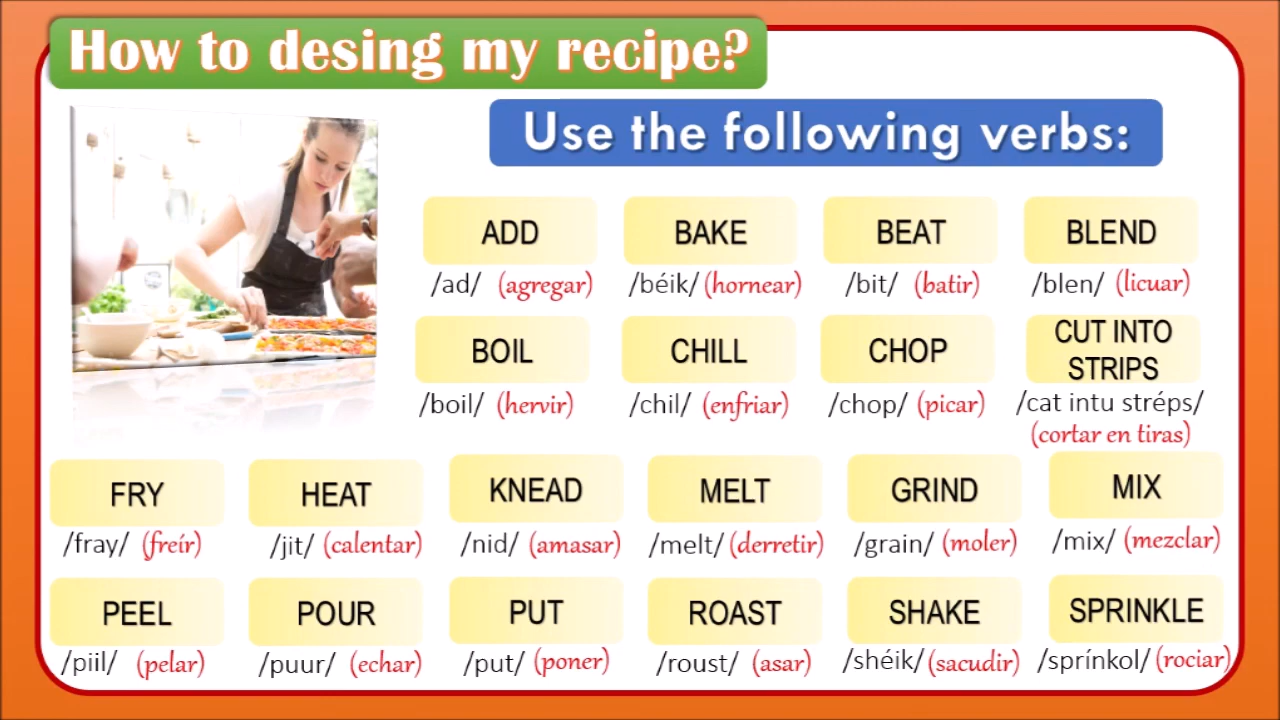 How to desing my recipe?
Use the following verbs:
ADD BAKE BEAT BLEND
/ad/ (agregar) /béik/ (hornear) /bit/ (batir) /blen/ (licuar)
BOIL CHILL CHOP CUT INTO
STRIPS
/boil/ (hervir) /chil/ (enfriar) /chop/ (picar) /cat intu stréps/
(cortar en tiras)
FRY HEAT KNEAD MELT GRIND MIX
/fray/ (freír) /jit/ (calentar) /nid/ (amasar) /melt/ (derretir) /grain/ (moler) /mix/ (mezclar)
PEEL POUR PUT ROAST SHAKE SPRINKLE
/piil/ (pelar) /puur/ (echar) /put/ (poner) /roust/ (asar) /shéik/ (sacudir) /sprínkol/ (rociar)